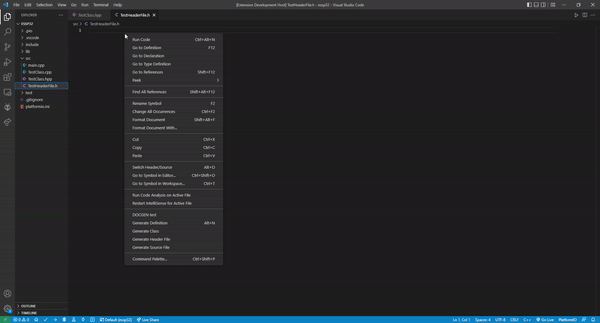 File Edit Selection View Go Run Terminal Help
[Extension Development Host] TestHeaderFile.h - essp32 - Visual Studio Code
EXPLORER
TestClass.hpp
TestHeaderFile.h
ESSP32
src > TestHeaderFile.h
.pio
.vscode
include
lib
src
main.cpp
TestClass.cpp
TestClass.hpp
TestHeaderFile.h
test
.gitignore
platformio.ini
1
Run Code Ctrl+Alt+N
Go to Definition F12
Go to Declaration
Go to Type Definition
Go to References Shift+F12
Peek
Find All References Shift+Alt+F12
Rename Symbol F2
Change All Occurrences Ctrl+F2
Format Document Shift+Alt+F
Format Document With...
Cut Ctrl+X
Copy Ctrl+C
Paste Ctrl+V
Switch Header/Source Alt+O
Go to Symbol in Editor... Ctrl+Shift+O
Go to Symbol in Workspace... Ctrl+T
Run Code Analysis on Active File
Restart IntelliSense for Active File
DOCGEN test
Generate Definition Alt+N
Generate Class
Generate Header File
Generate Source File
Command Palette... Ctrl+Shift+P
OUTLINE
TIMELINE
0 0 Default (essp32) Live Share
Ln 1, Col 1 Spaces: 4 UTF-8 CRLF C++ Go Live PlatformIO